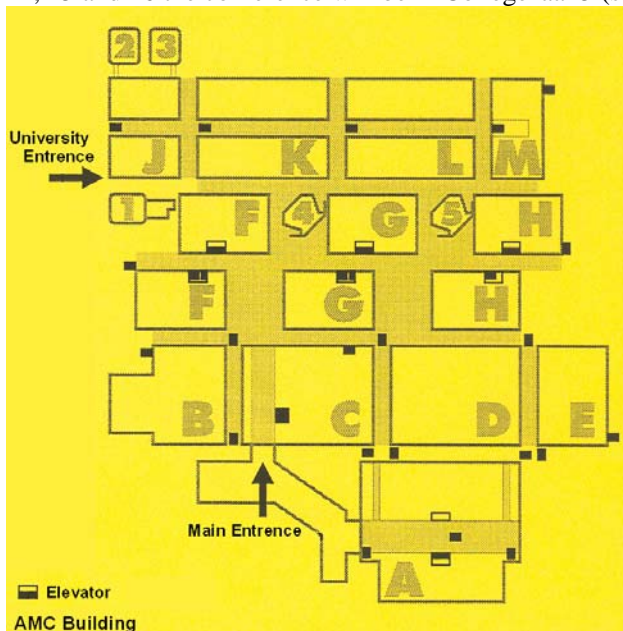 2 3
University
Entrence
J K L M
1 F 4 G 5 H
F G H
B C D E
Main Entrence
A
Elevator
AMC Building